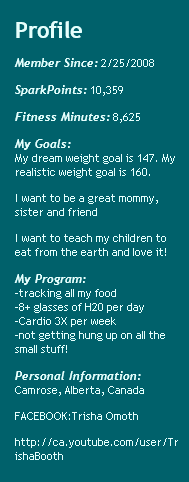 Profile
Member Since: 2/25/2008
SparkPoints: 10,359
Fitness Minutes: 8,625
My Goals:
My dream weight goal is 147. My
realistic weight goal is 160.
I want to be a great mommy,
sister and friend
I want to teach my children to
eat from the earth and love it!
My Program:
-tracking all my food
-8+ glasses of H20 per day
-Cardio 3X per week
-not getting hung up on all the
small stuff!
Personal Information:
Camrose, Alberta, Canada
FACEBOOK:Trisha Omoth
http://ca.youtube.com/user/Tr
ishaBooth